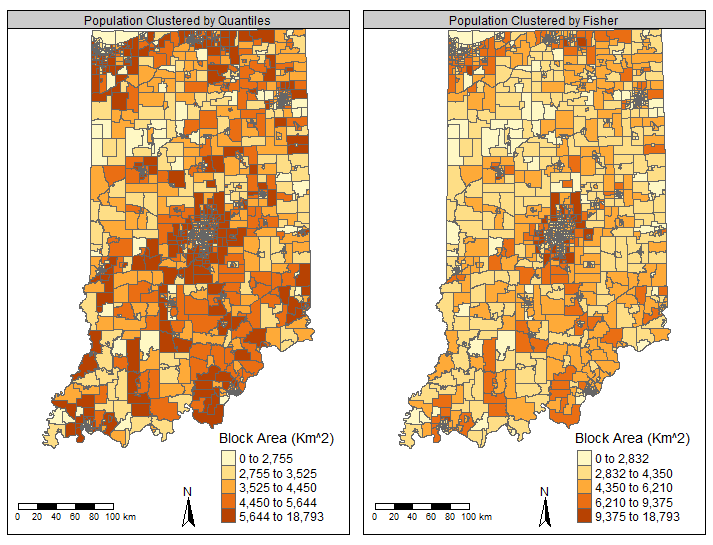 Population Clustered by Quantiles
Block Area (Km^2)
0 to 2,755
2,755 to 3,525
3,525 to 4,450
4,450 to 5,644
5,644 to 18,793
N
0 20 40 60 80 100 km
Population Clustered by Fisher
Block Area (Km^2)
0 to 2,832
2,832 to 4,350
4,350 to 6,210
6,210 to 9,375
9,375 to 18,793
N
0 20 40 60 80 100 km